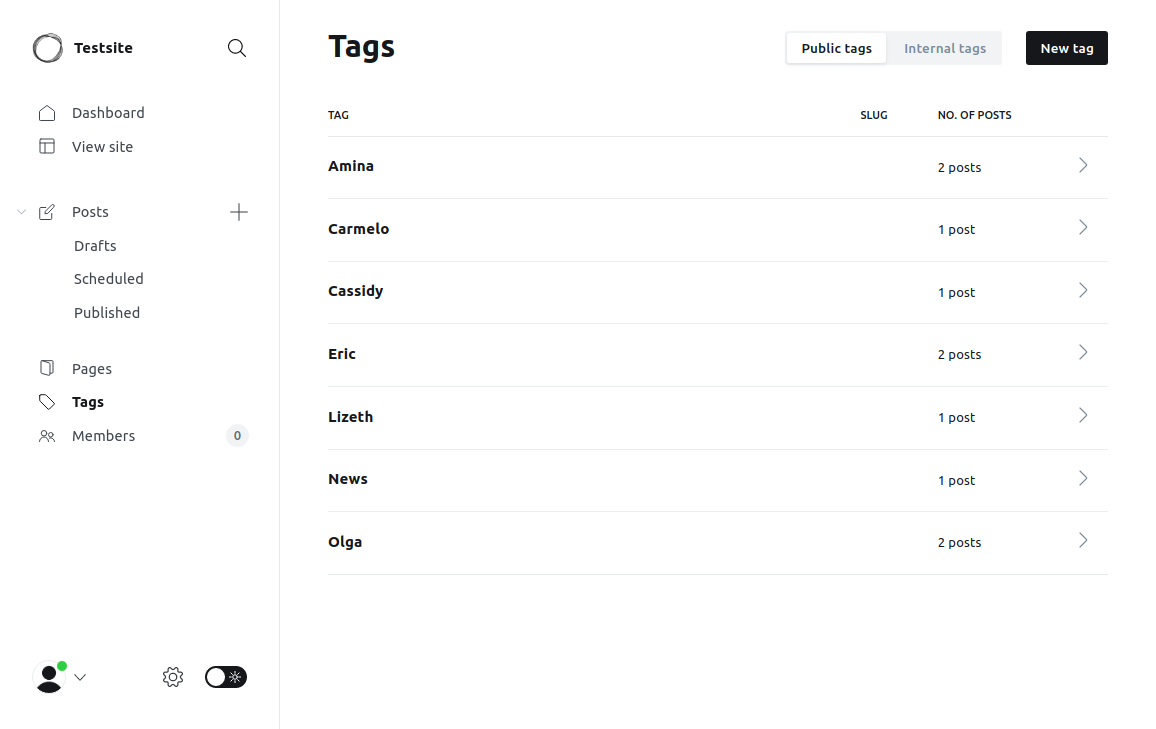 Testsite
Dashboard
View site
Posts
Drafts
Scheduled
Published
Pages
Tags
Members 0
Tags
Public tags Internal tags New tag
TAG SLUG NO. OF POSTS
Amina 2 posts
Carmelo 1 post
Cassidy 1 post
Eric 2 posts
Lizeth 1 post
News 1 post
Olga 2 posts